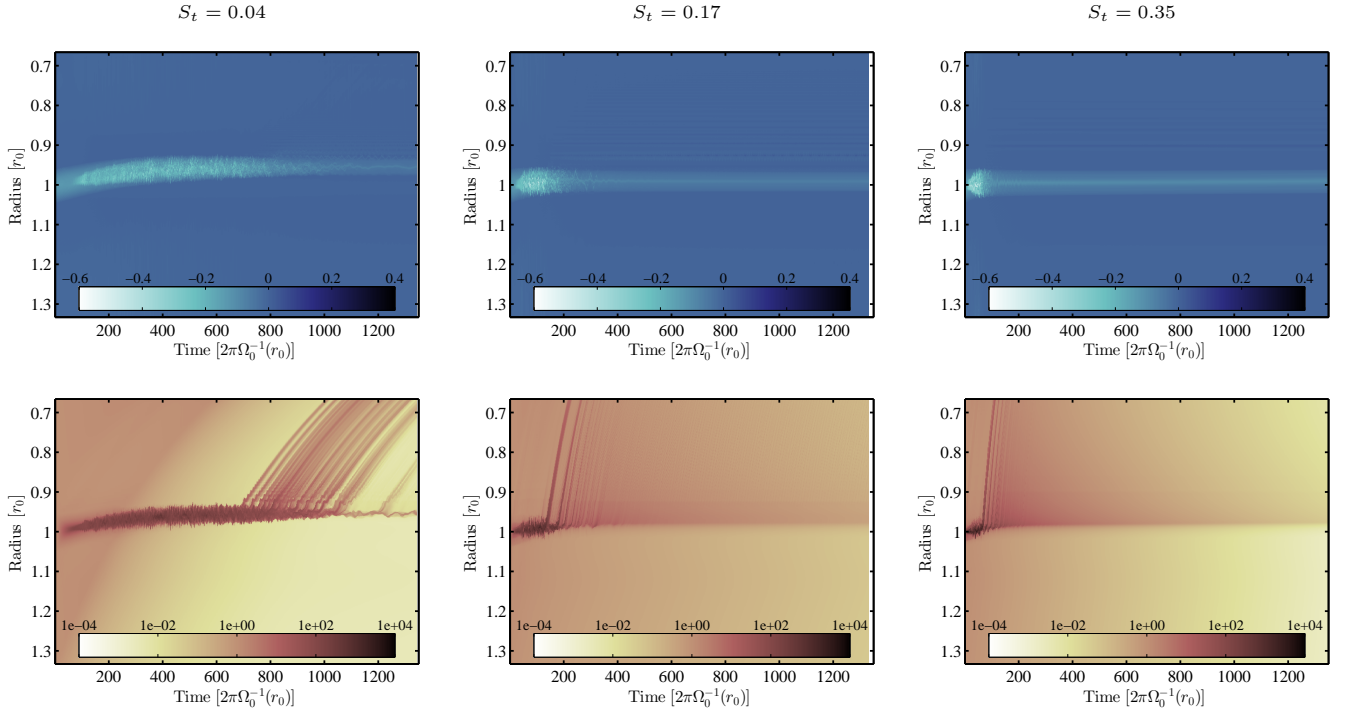 S_t = 0.04 S_t = 0.17 S_t = 0.35
Radius [r_0] Radius [r_0] Radius [r_0]
0.7 0.7 0.7
0.8 0.8 0.8
0.9 0.9 0.9
1 1 1
1.1 1.1 1.1
1.2 1.2 1.2
−0.6 −0.4 −0.2 0 0.2 0.4 −0.6 −0.4 −0.2 0 0.2 0.4 −0.6 −0.4 −0.2 0 0.2 0.4
1.3 1.3 1.3
200 400 600 800 1000 1200 200 400 600 800 1000 1200 200 400 600 800 1000 1200
Time [2πΩ_0^{-1}(r_0)] Time [2πΩ_0^{-1}(r_0)] Time [2πΩ_0^{-1}(r_0)]
Radius [r_0] Radius [r_0] Radius [r_0]
0.7 0.7 0.7
0.8 0.8 0.8
0.9 0.9 0.9
1 1 1
1.1 1.1 1.1
1.2 1.2 1.2
1e−04 1e−02 1e+00 1e+02 1e+04 1e−04 1e−02 1e+00 1e+02 1e+04 1e−04 1e−02 1e+00 1e+02 1e+04
1.3 1.3 1.3
200 400 600 800 1000 1200 200 400 600 800 1000 1200 200 400 600 800 1000 1200
Time [2πΩ_0^{-1}(r_0)] Time [2πΩ_0^{-1}(r_0)] Time [2πΩ_0^{-1}(r_0)]